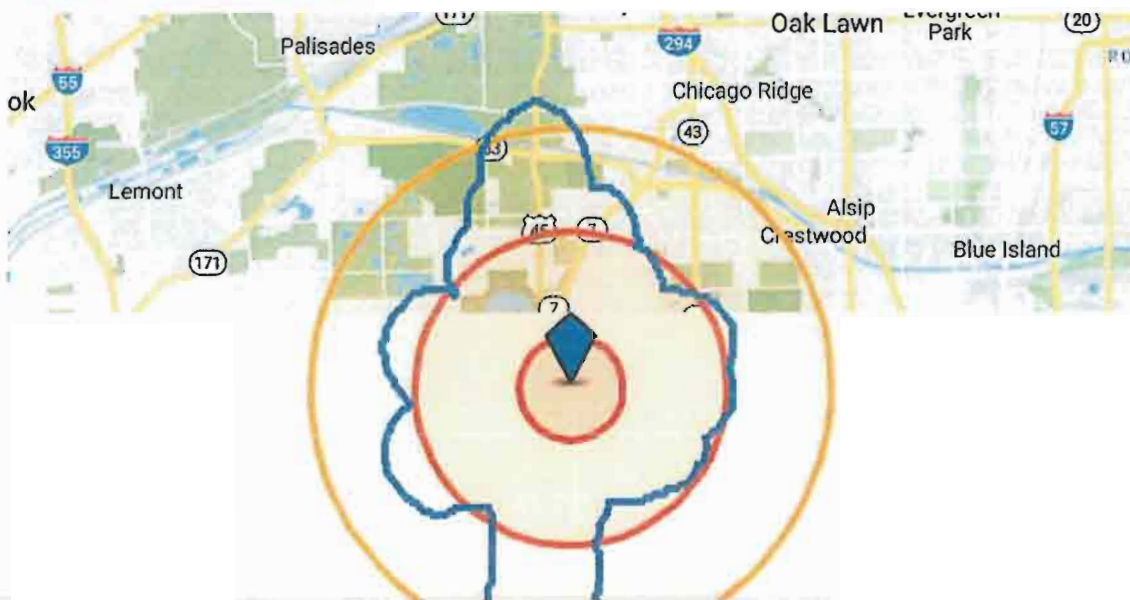 171
Oak Lawn
Evergreen
Park
20
Palisades
294
55
ok
Chicago Ridge
43
57
355
Lemont
Alsip
45
7
Crestwood
171
Blue Island
7